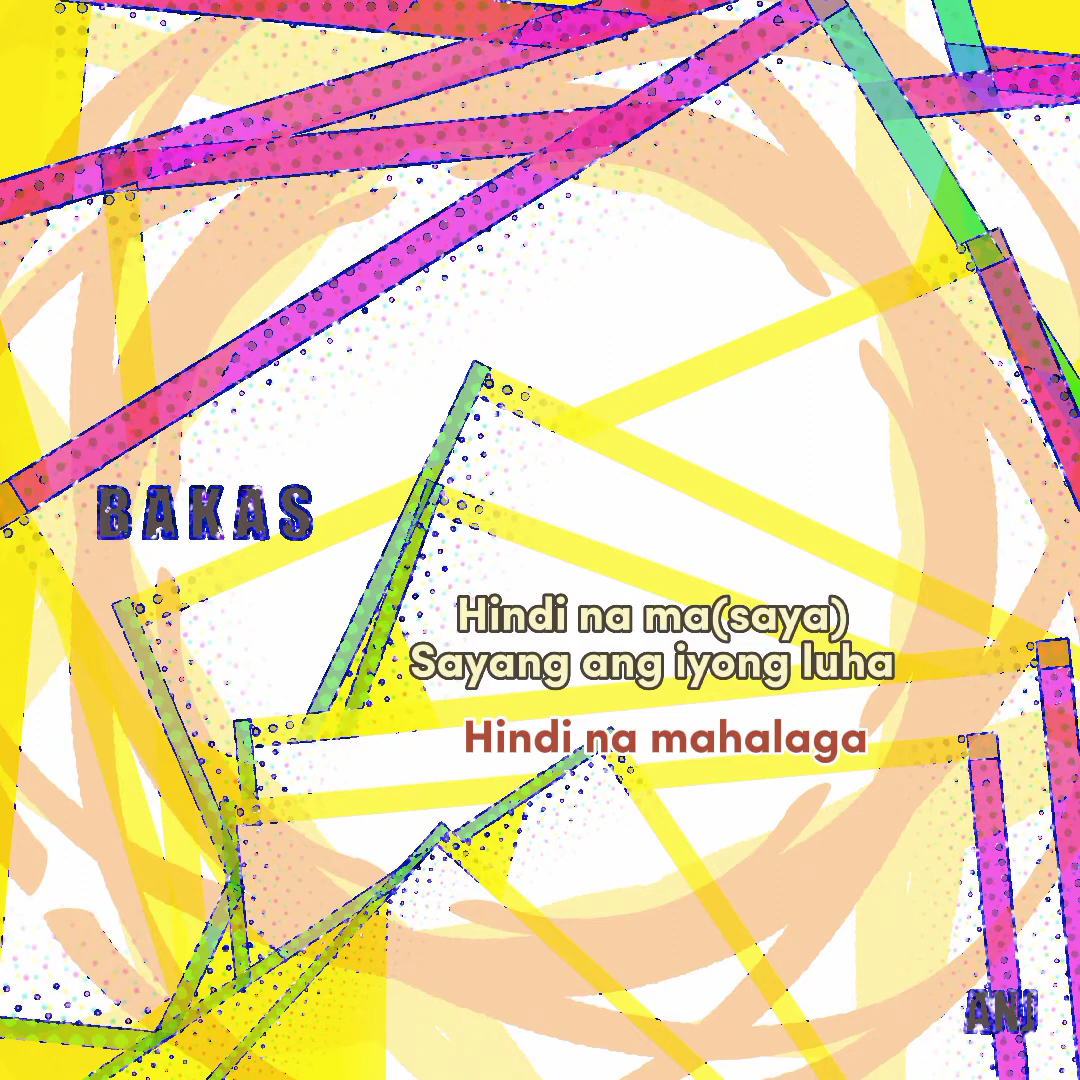 BAKAS
Hindi na ma(saya)
Sayang ang iyong luha
Hindi na mahalaga
ANJ